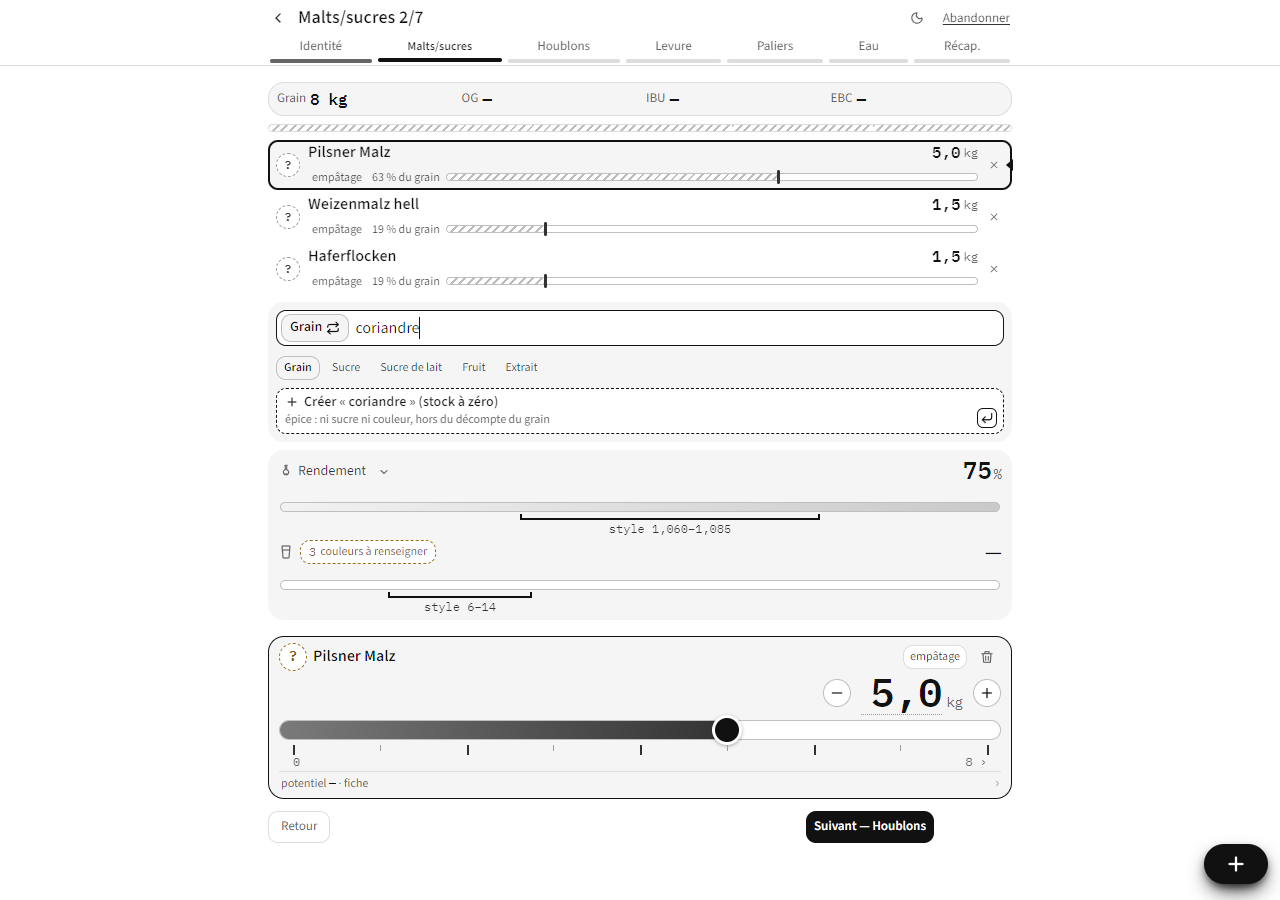 Malts/sucres 2/7
Abandonner
Identité Malts/sucres Houblons Levure Paliers Eau Récap.
Grain 8 kg OG — IBU — EBC —
? Pilsner Malz 5,0 kg ×
empâtage 63 % du grain
? Weizenmalz hell 1,5 kg ×
empâtage 19 % du grain
? Haferflocken 1,5 kg ×
empâtage 19 % du grain
Grain coriandre
Grain Sucre Sucre de lait Fruit Extrait
+ Créer « coriandre » (stock à zéro)
épice : ni sucre ni couleur, hors du décompte du grain
Rendement 75%
style 1,060–1,085
3 couleurs à renseigner —
style 6–14
? Pilsner Malz empâtage
− 5,0 kg +
0 8 ›
potentiel — · fiche ›
Retour Suivant — Houblons
+